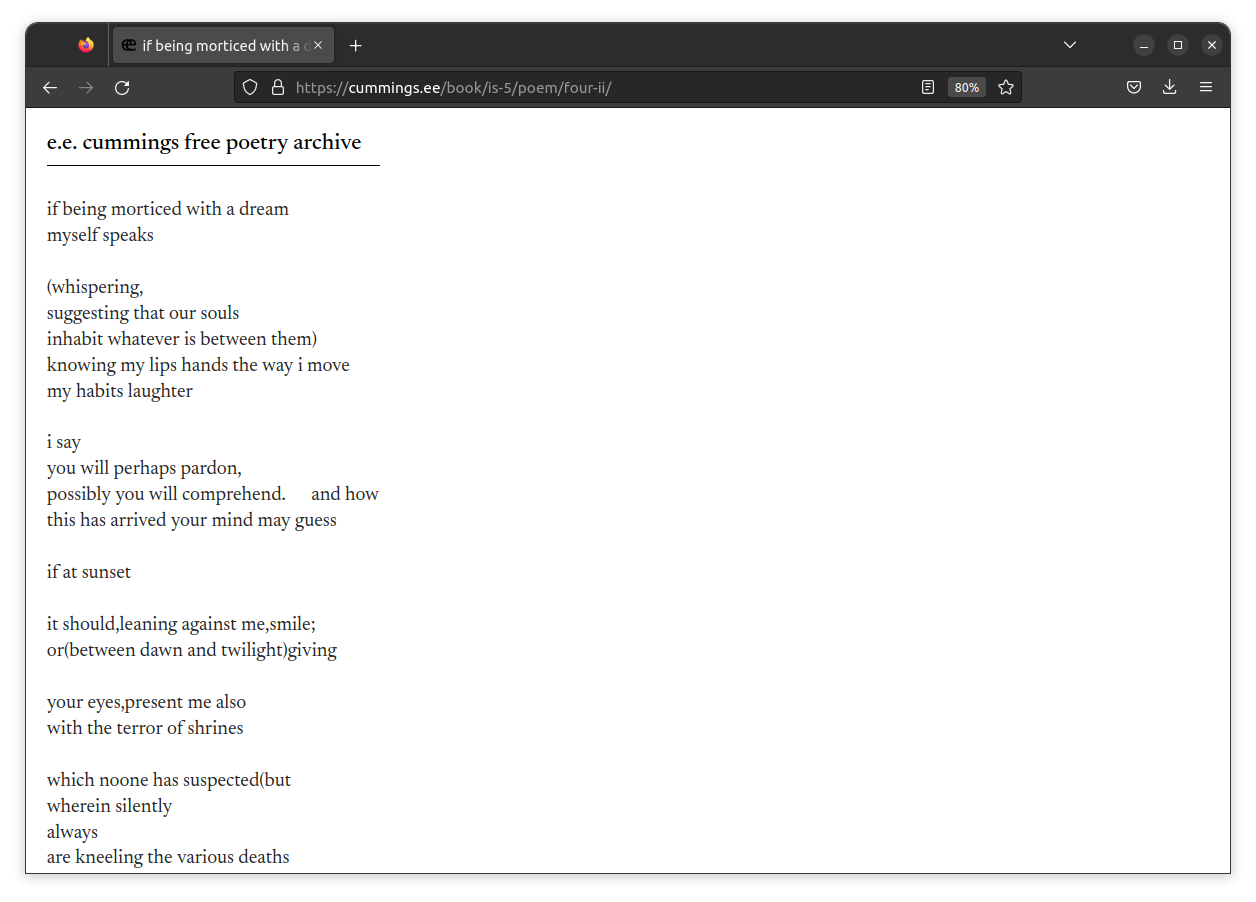 if being morticed with a d
https://cummings.ee/book/is-5/poem/four-ii/
80%
e.e. cummings free poetry archive
if being morticed with a dream
myself speaks
(whispering,
suggesting that our souls
inhabit whatever is between them)
knowing my lips hands the way i move
my habits laughter
i say
you will perhaps pardon,
possibly you will comprehend.      and how
this has arrived your mind may guess
if at sunset
it should,leaning against me,smile;
or(between dawn and twilight)giving
your eyes,present me also
with the terror of shrines
which noone has suspected(but
wherein silently
always
are kneeling the various deaths